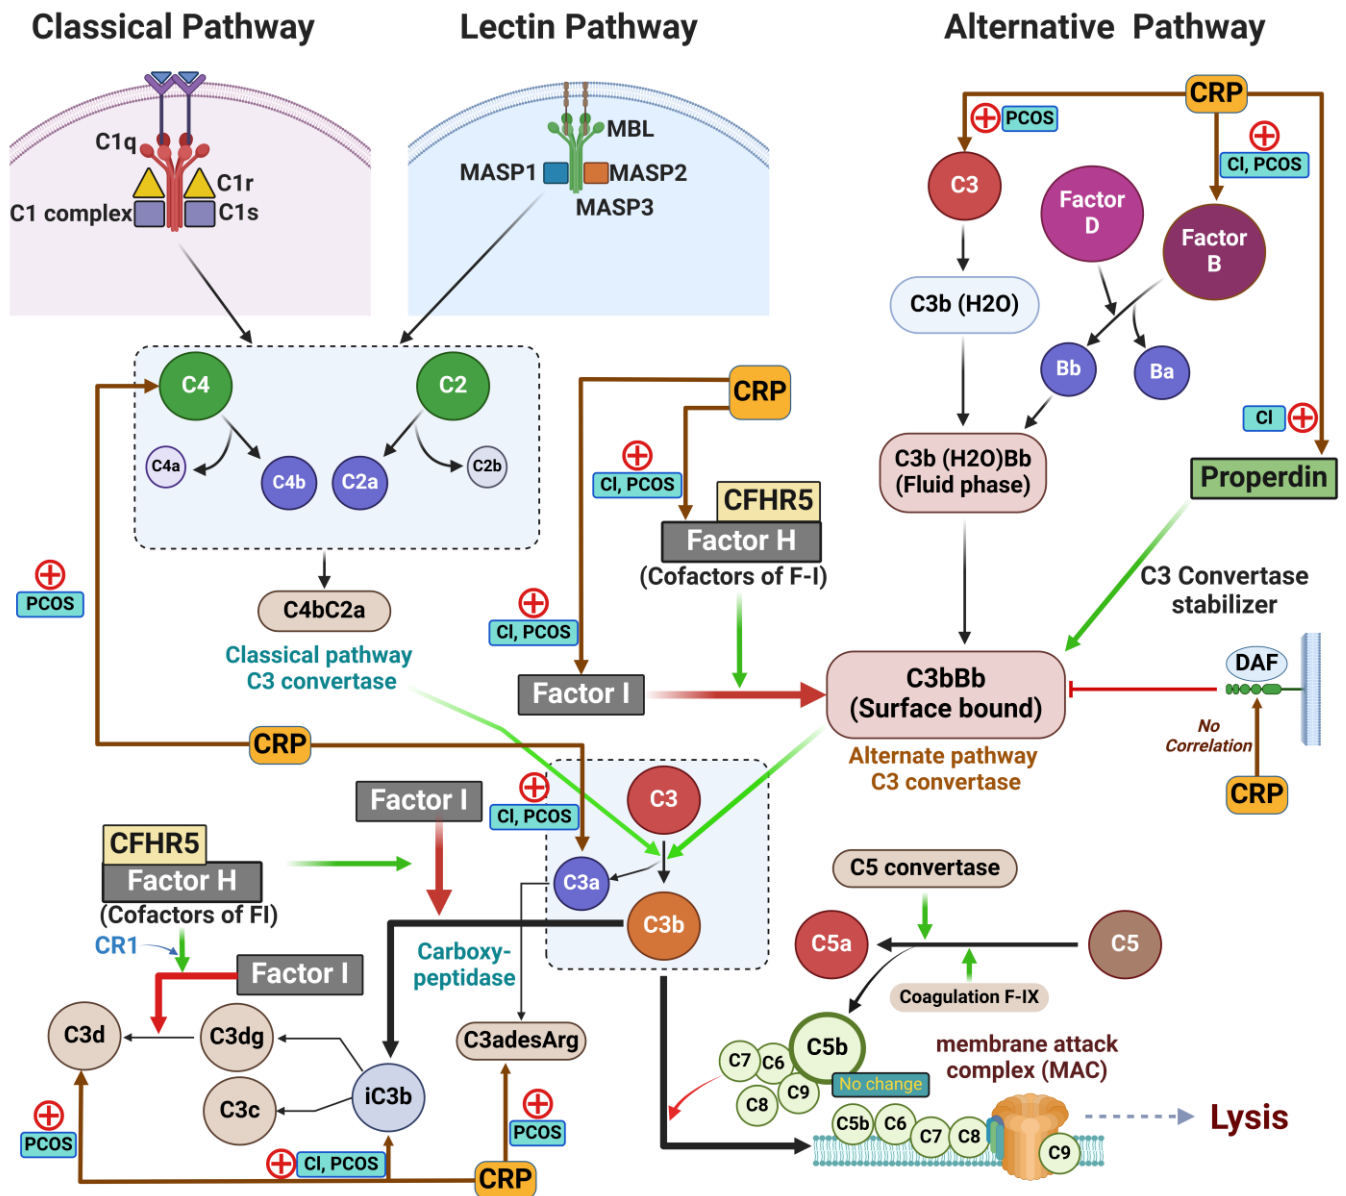 Classical Pathway
Lectin Pathway
Alternative Pathway
C1q
C1r
C1 complex
C1s
MBL
MASP1
MASP2
MASP3
CRP
PCOS
CI, PCOS
C3
Factor
D
Factor
B
C3b (H2O)
Bb
Ba
CI
Properdin
C3b (H2O)Bb
(Fluid phase)
C4
C2
C4a
C4b
C2a
C2b
CRP
CI, PCOS
CFHR5
Factor H
(Cofactors of F-I)
PCOS
C4bC2a
Classical pathway
C3 convertase
CI, PCOS
Factor I
C3 Convertase
stabilizer
C3bBb
(Surface bound)
DAF
No
Correlation
CRP
Alternate pathway
C3 convertase
CRP
Factor I
CI, PCOS
C3
C3a
C3b
CFHR5
Factor H
(Cofactors of FI)
CR1
Factor I
Carboxy-
peptidase
C3d
C3dg
C3c
iC3b
C3adesArg
PCOS
CI, PCOS
PCOS
CRP
C5 convertase
C5a
C5
Coagulation F-IX
C5b
C7
C6
C8
C9
No change
membrane attack
complex (MAC)
C5b
C6
C7
C8
C9
Lysis